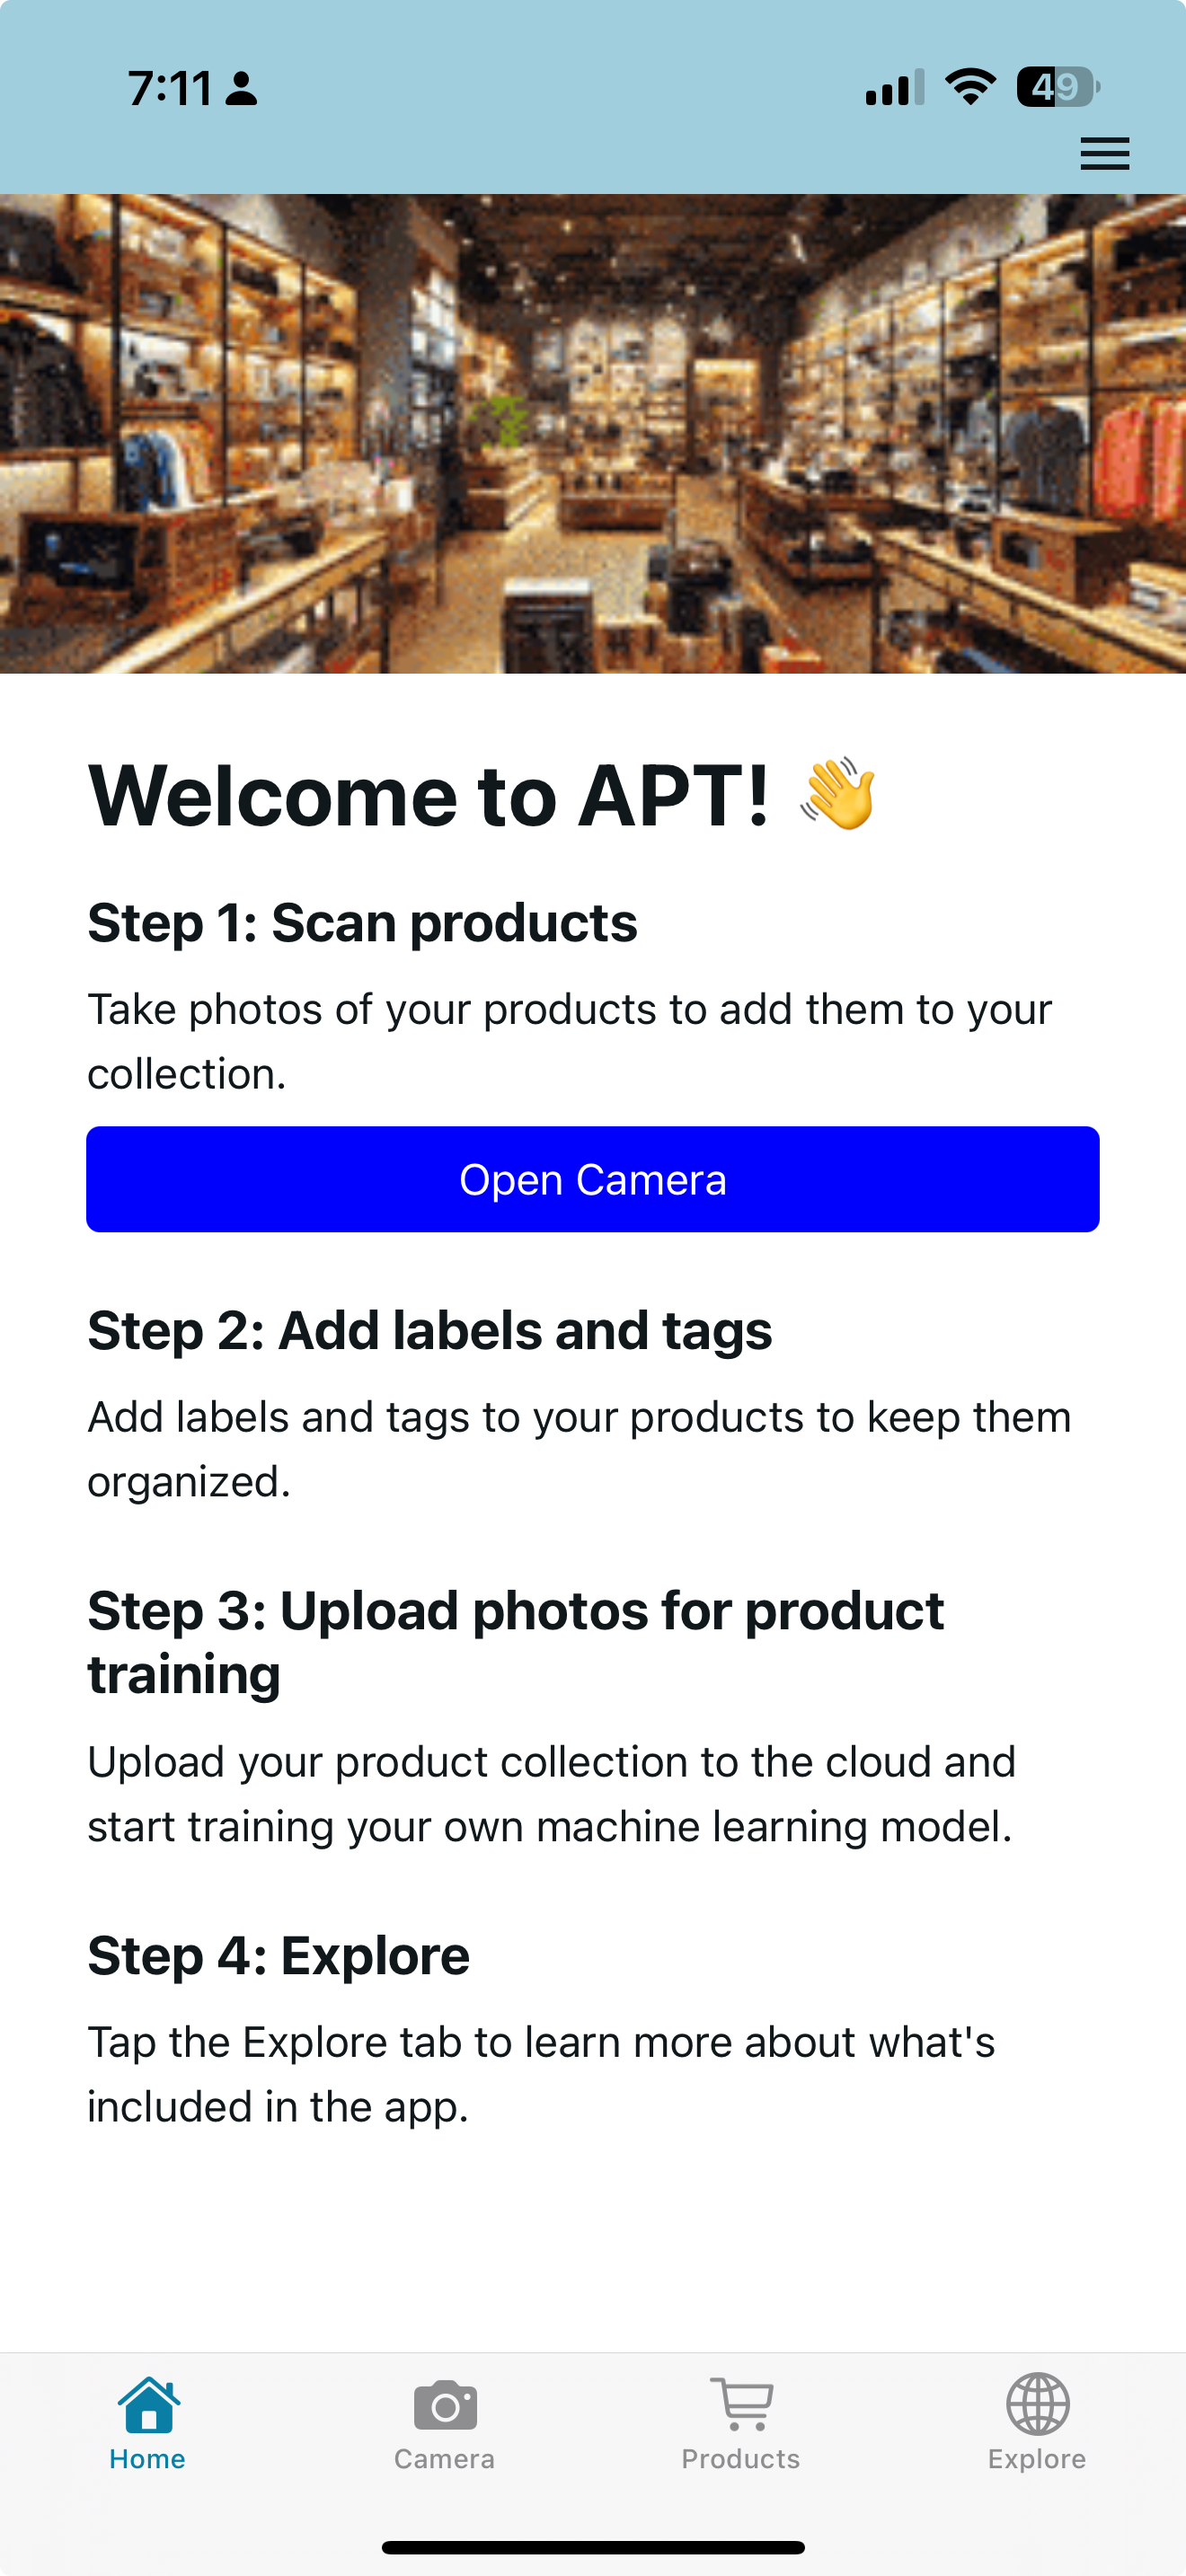 7:11
49
Welcome to APT! 👋
Step 1: Scan products
Take photos of your products to add them to your
collection.
Open Camera
Step 2: Add labels and tags
Add labels and tags to your products to keep them
organized.
Step 3: Upload photos for product
training
Upload your product collection to the cloud and
start training your own machine learning model.
Step 4: Explore
Tap the Explore tab to learn more about what's
included in the app.
Home
Camera
Products
Explore